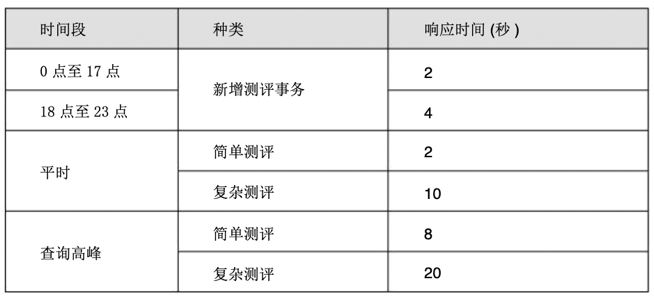 时间段 种类 响应时间 (秒)
0 点至 17 点 新增测评事务 2
18 点至 23 点 4
平时 简单测评 2
复杂测评 10
查询高峰 简单测评 8
复杂测评 20